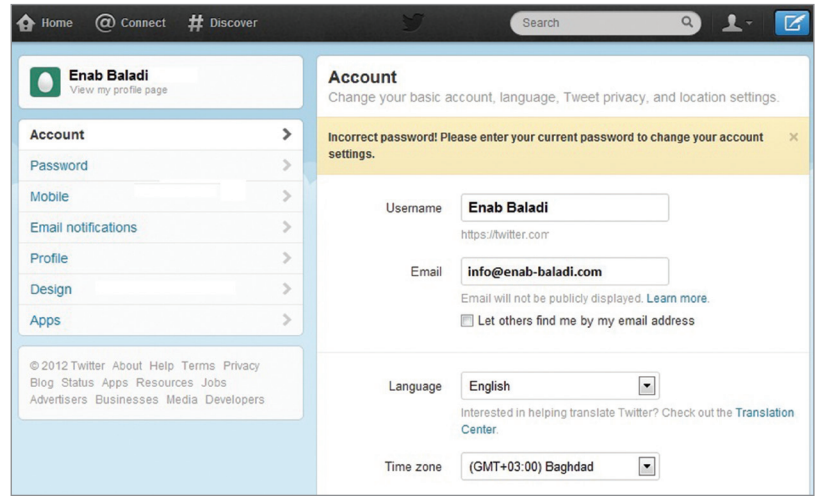 Home @ Connect # Discover Search
Enab Baladi
View my profile page
Account
Password
Mobile
Email notifications
Profile
Design
Apps
© 2012 Twitter About Help Terms Privacy
Blog Status Apps Resources Jobs
Advertisers Businesses Media Developers
Account
Change your basic account, language, Tweet privacy, and location settings.
Incorrect password! Please enter your current password to change your account
settings.
Username Enab Baladi
https://twitter.com
Email info@enab-baladi.com
Email will not be publicly displayed. Learn more.
Let others find me by my email address
Language English
Interested in helping translate Twitter? Check out the Translation
Center.
Time zone (GMT+03:00) Baghdad